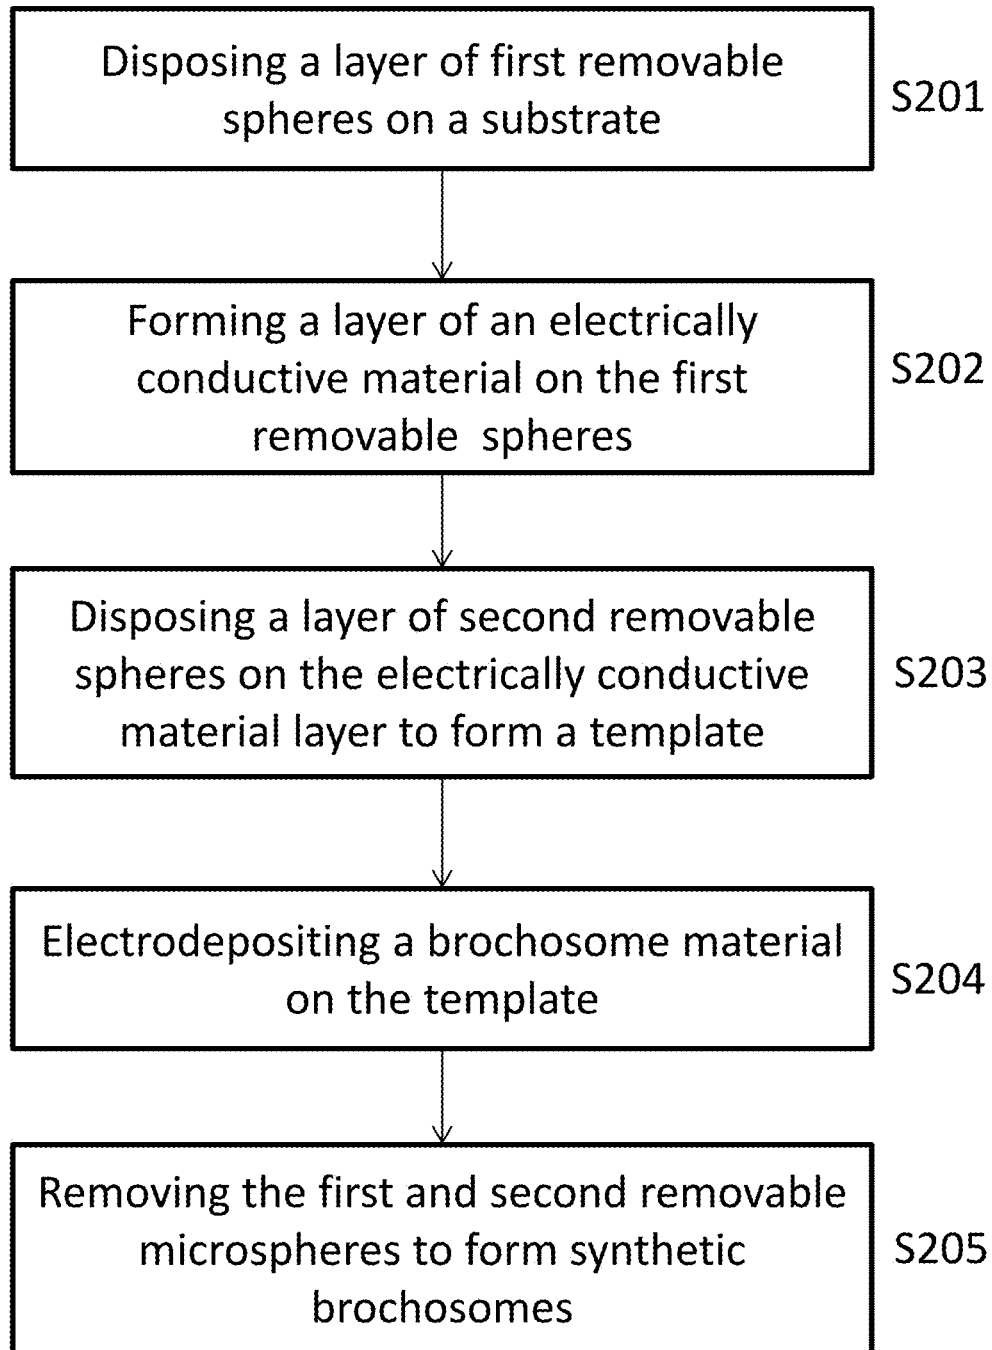 Disposing a layer of first removable
spheres on a substrate
S201
Forming a layer of an electrically
conductive material on the first
removable spheres
S202
Disposing a layer of second removable
spheres on the electrically conductive
material layer to form a template
S203
Electrodepositing a brochosome material
on the template
S204
Removing the first and second removable
microspheres to form synthetic
brochosomes
S205